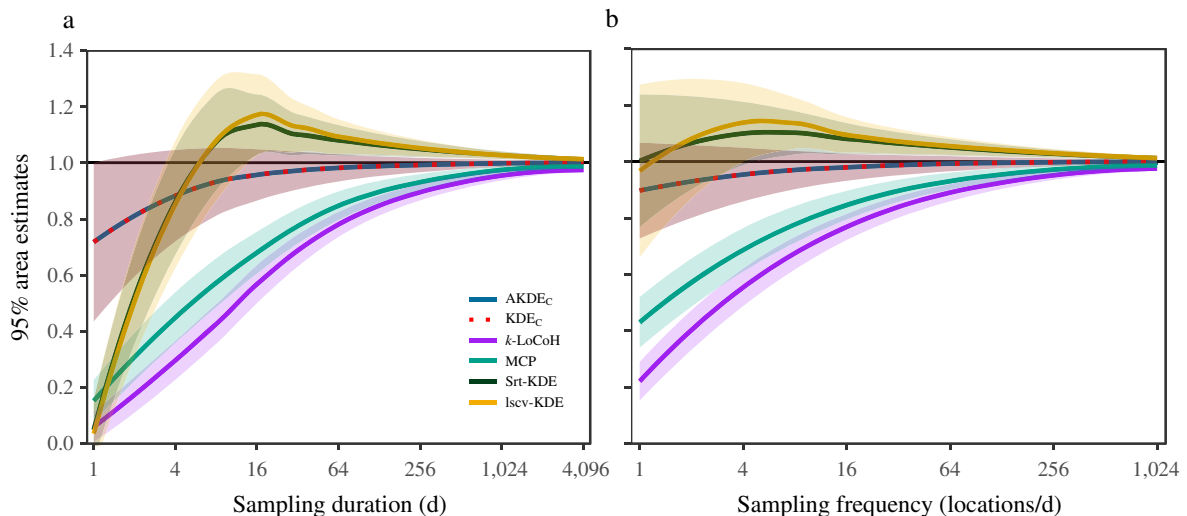 a
b
95% area estimates
1.4
1.2
1.0
0.8
0.6
0.4
0.2
0.0
AKDEC
KDEC
k-LoCoH
MCP
Srt-KDE
lscv-KDE
1 4 16 64 256 1,024 4,096
1 4 16 64 256 1,024
Sampling duration (d)
Sampling frequency (locations/d)